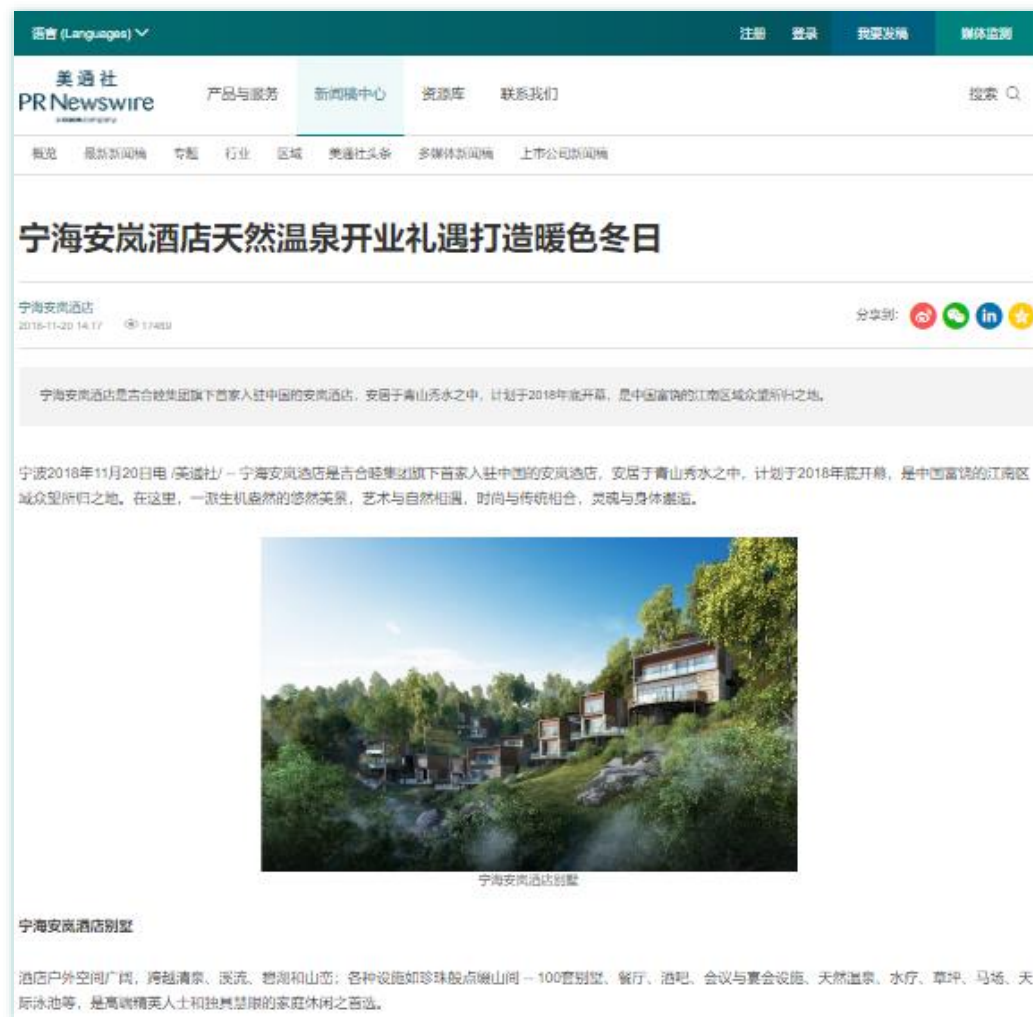 语言 (Languages)
注册 登录 我要发稿 媒体监测
美通社
PR Newswire
产品与服务 新闻稿中心 资源库 联系我们
搜索
概览 最新新闻稿 专题 行业 区域 美通社头条 多媒体新闻稿 上市公司新闻稿
宁海安岚酒店天然温泉开业礼遇打造暖色冬日
宁海安岚酒店
2018-11-20 14:17 17489
分享到:
宁海安岚酒店是吉合睦集团旗下首家入驻中国的安岚酒店，安居于青山秀水之中，计划于2018年底开幕，是中国富饶的江南区域众望所归之地。
宁波2018年11月20日电 /美通社/ -- 宁海安岚酒店是吉合睦集团旗下首家入驻中国的安岚酒店，安居于青山秀水之中，计划于2018年底开幕，是中国富饶的江南区
域众望所归之地。在这里，一派生机盎然的悠然美景，艺术与自然相遇，时尚与传统相合，灵魂与身体邂逅。
宁海安岚酒店别墅
宁海安岚酒店别墅
酒店户外空间广阔，跨越清泉、溪流、碧湖和山峦；各种设施如珍珠般点缀山间 -- 100套别墅、餐厅、酒吧、会议与宴会设施、天然温泉、水疗、草坪、马场、天
际泳池等，是高端精英人士和独具慧眼的家庭休闲之首选。